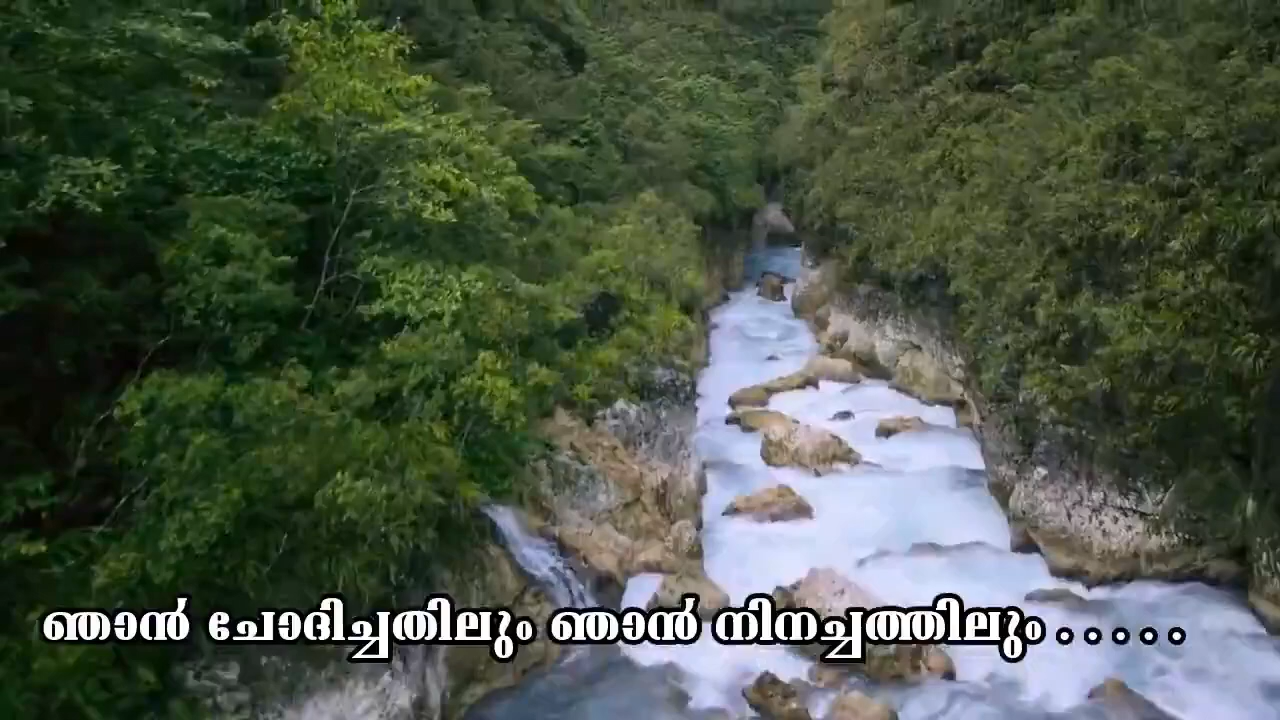 ഞാൻ ചോദിച്ചതിലും ഞാൻ നിനച്ചത്തിലും . . . . .